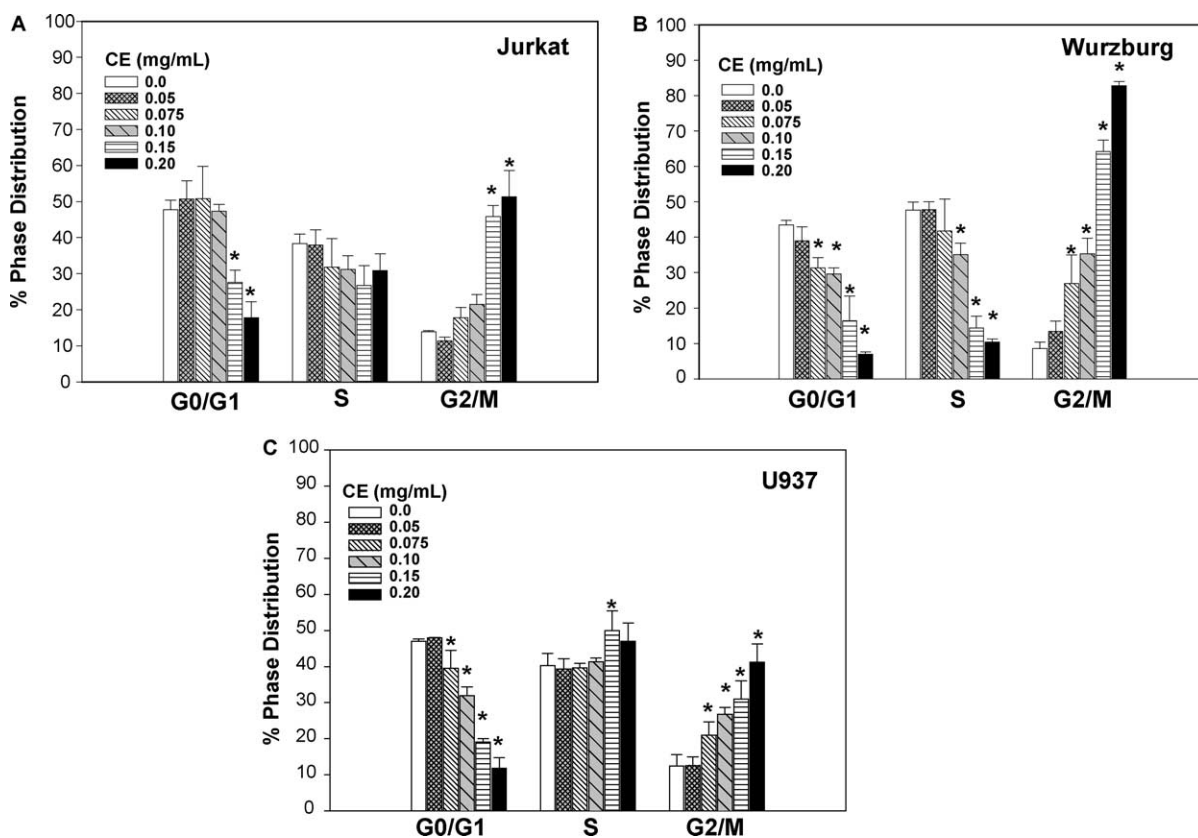 A
Jurkat
% Phase Distribution
100
90
80
70
60
50
40
30
20
10
0
CE (mg/mL)
0.0
0.05
0.075
0.10
0.15
0.20
* * * *
G0/G1 S G2/M
B
Wurzburg
% Phase Distribution
100
90
80
70
60
50
40
30
20
10
0
CE (mg/mL)
0.0
0.05
0.075
0.10
0.15
0.20
* * * * * * * * * * *
G0/G1 S G2/M
C
U937
% Phase Distribution
100
90
80
70
60
50
40
30
20
10
0
CE (mg/mL)
0.0
0.05
0.075
0.10
0.15
0.20
* * * * * * * * *
G0/G1 S G2/M